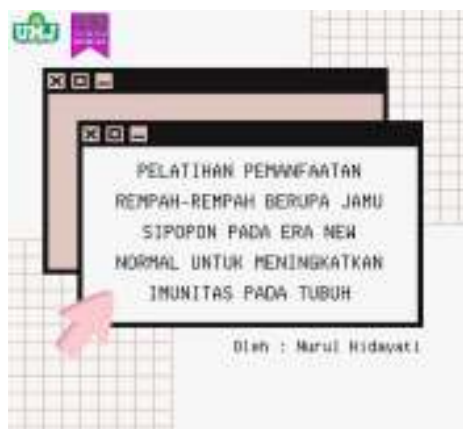 UMJ
PELATIHAN PEMANFAATAN
REMPAH-REMPAH BERUPA JAMU
SIPOPON PADA ERA NEW
NORMAL UNTUK MENINGKATKAN
IMUNITAS PADA TUBUH
Oleh : Nurul Hidayati